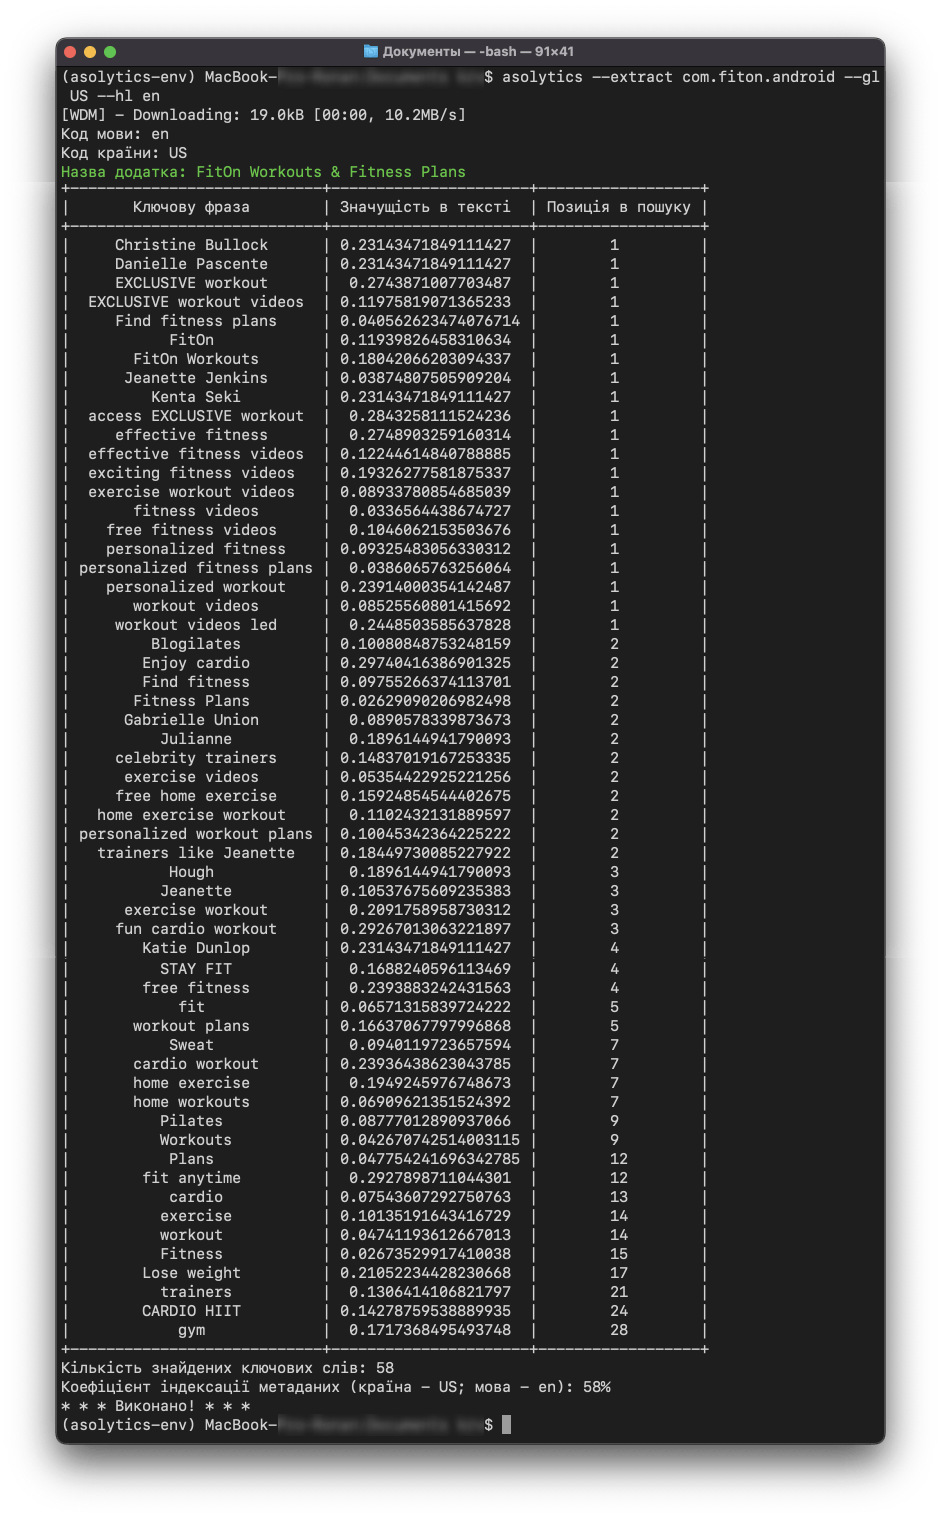 Документы — -bash — 91×41
(asolytics-env) MacBook-$ asolytics --extract com.fiton.android --gl
US --hl en
[WDM] - Downloading: 19.0kB [00:00, 10.2MB/s]
Код мови: en
Код країни: US
Назва додатка: FitOn Workouts & Fitness Plans
| Ключову фраза | Значущість в тексті | Позиція в пошуку |
| Christine Bullock | 0.23143471849111427 | 1 |
| Danielle Pascente | 0.23143471849111427 | 1 |
| EXCLUSIVE workout | 0.2743871007703487 | 1 |
| EXCLUSIVE workout videos | 0.11975819071365233 | 1 |
| Find fitness plans | 0.040562623474076714 | 1 |
| FitOn | 0.11939826458310634 | 1 |
| FitOn Workouts | 0.18042066203094337 | 1 |
| Jeanette Jenkins | 0.03874807505909204 | 1 |
| Kenta Seki | 0.23143471849111427 | 1 |
| access EXCLUSIVE workout | 0.2843258111524236 | 1 |
| effective fitness | 0.2748903259160314 | 1 |
| effective fitness videos | 0.12244614840788885 | 1 |
| exciting fitness videos | 0.19326277581875337 | 1 |
| exercise workout videos | 0.08933780854685039 | 1 |
| fitness videos | 0.0336564438674727 | 1 |
| free fitness videos | 0.1046062153503676 | 1 |
| personalized fitness | 0.09325483056330312 | 1 |
| personalized fitness plans | 0.0386065763256064 | 1 |
| personalized workout | 0.23914000354142487 | 1 |
| workout videos | 0.08525560801415692 | 1 |
| workout videos led | 0.2448503585637828 | 1 |
| Blogilates | 0.10080848753248159 | 2 |
| Enjoy cardio | 0.29740416386901325 | 2 |
| Find fitness | 0.09755266374113701 | 2 |
| Fitness Plans | 0.02629090206982498 | 2 |
| Gabrielle Union | 0.0890578339873673 | 2 |
| Julianne | 0.1896144941790093 | 2 |
| celebrity trainers | 0.14837019167253335 | 2 |
| exercise videos | 0.05354422925221256 | 2 |
| free home exercise | 0.15924854544402675 | 2 |
| home exercise workout | 0.1102432131889597 | 2 |
| personalized workout plans | 0.10045342364225222 | 2 |
| trainers like Jeanette | 0.18449730085227922 | 2 |
| Hough | 0.1896144941790093 | 3 |
| Jeanette | 0.10537675609235383 | 3 |
| exercise workout | 0.2091758958730312 | 3 |
| fun cardio workout | 0.29267013063221897 | 3 |
| Katie Dunlop | 0.23143471849111427 | 4 |
| STAY FIT | 0.1688240596113469 | 4 |
| free fitness | 0.2393883242431563 | 4 |
| fit | 0.06571315839724222 | 5 |
| workout plans | 0.16637067797996868 | 5 |
| Sweat | 0.0940119723657594 | 7 |
| cardio workout | 0.23936438623043785 | 7 |
| home exercise | 0.1949245976748673 | 7 |
| home workouts | 0.06909621351524392 | 7 |
| Pilates | 0.08777012890937066 | 9 |
| Workouts | 0.042670742514003115 | 9 |
| Plans | 0.047754241696342785 | 12 |
| fit anytime | 0.2927898711044301 | 12 |
| cardio | 0.07543607292750763 | 13 |
| exercise | 0.10135191643416729 | 14 |
| workout | 0.04741193612667013 | 14 |
| Fitness | 0.02673529917410038 | 15 |
| Lose weight | 0.21052234428230668 | 17 |
| trainers | 0.1306414106821797 | 21 |
| CARDIO HIIT | 0.14278759538889935 | 24 |
| gym | 0.1717368495493748 | 28 |
Кількість знайдених ключових слів: 58
Коефіцієнт індексації метаданих (країна - US; мова - en): 58%
* * * Виконано! * * *
(asolytics-env) MacBook-$